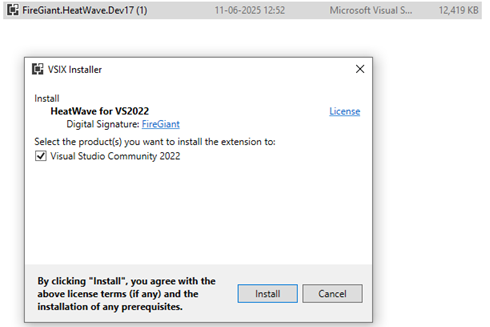 FireGiant.HeatWave.Dev17 (1) 11-06-2025 12:52 Microsoft Visual S... 12,419 KB
VSIX Installer
Install
HeatWave for VS2022 License
Digital Signature: FireGiant
Select the product(s) you want to install the extension to:
Visual Studio Community 2022
By clicking "Install", you agree with the
above license terms (if any) and the
installation of any prerequisites.
Install Cancel